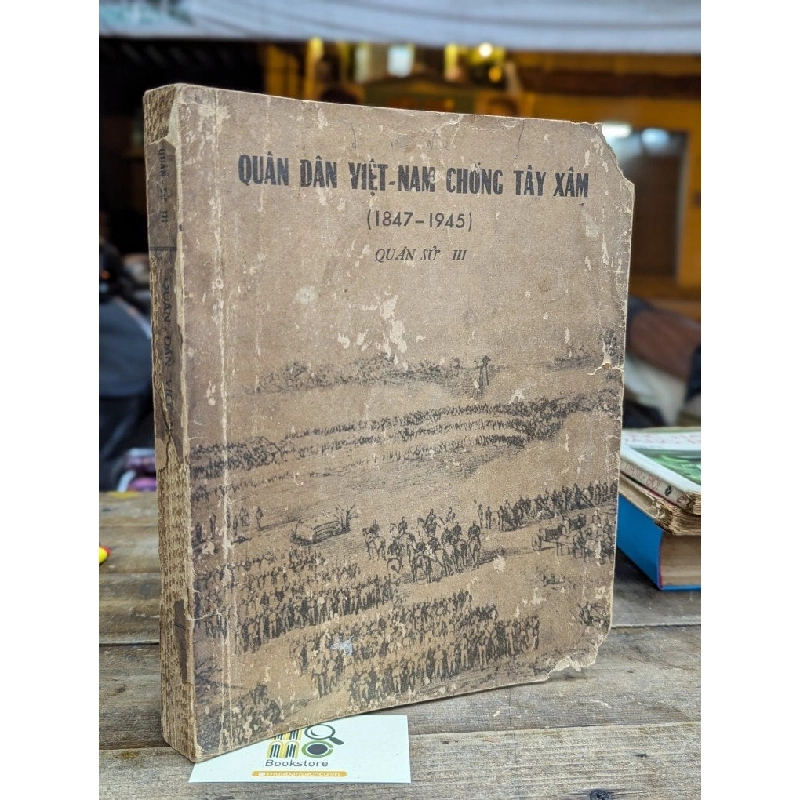 QUÂN DÂN VIỆT-NAM CHỐNG TÂY XÂM
(1847-1945)
QUÂN SỬ III
Bookstore